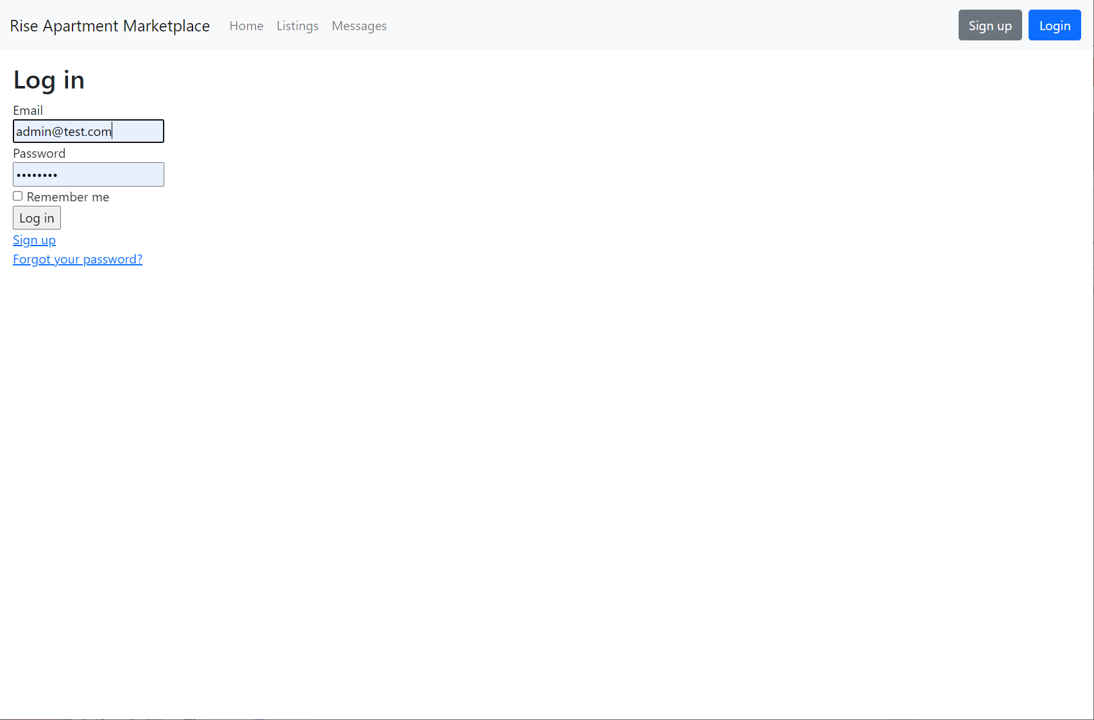 Rise Apartment Marketplace Home Listings Messages Sign up Login
Log in
Email
admin@test.com
Password
••••••••
Remember me
Log in
Sign up
Forgot your password?